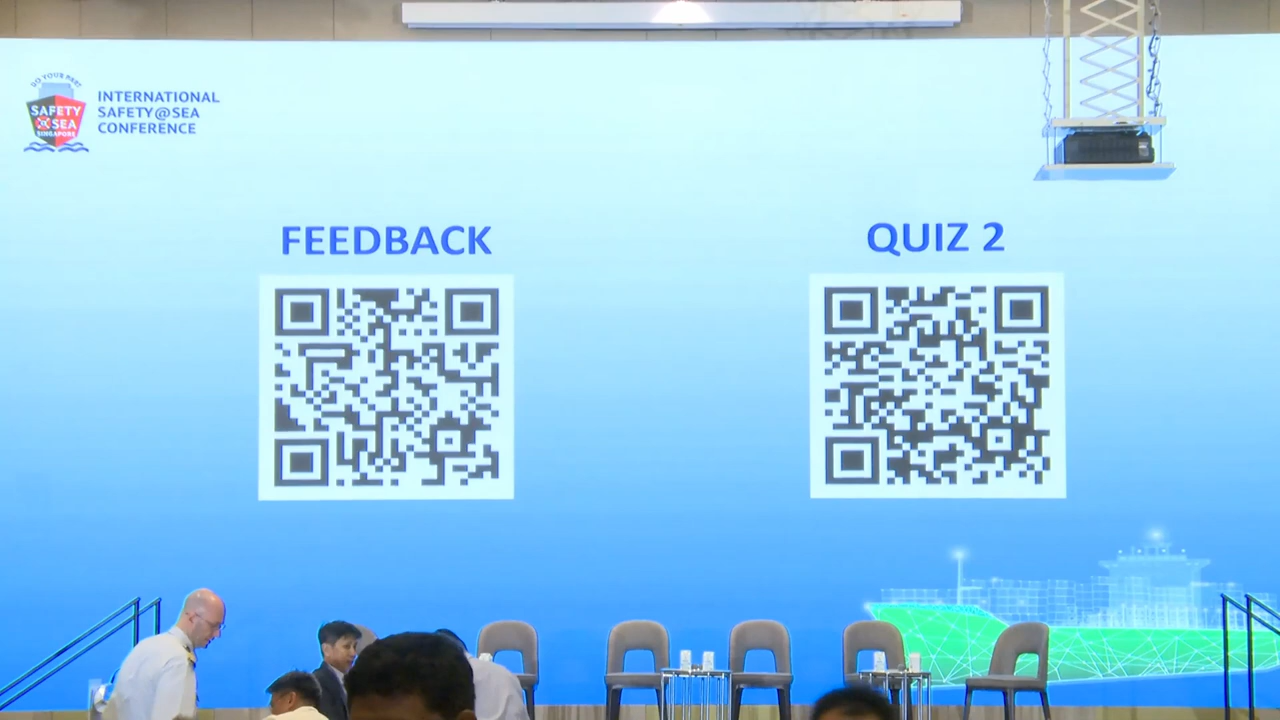 DO YOUR PART
SAFETY
@ SEA
SINGAPORE
INTERNATIONAL
SAFETY@SEA
CONFERENCE
FEEDBACK
QUIZ 2